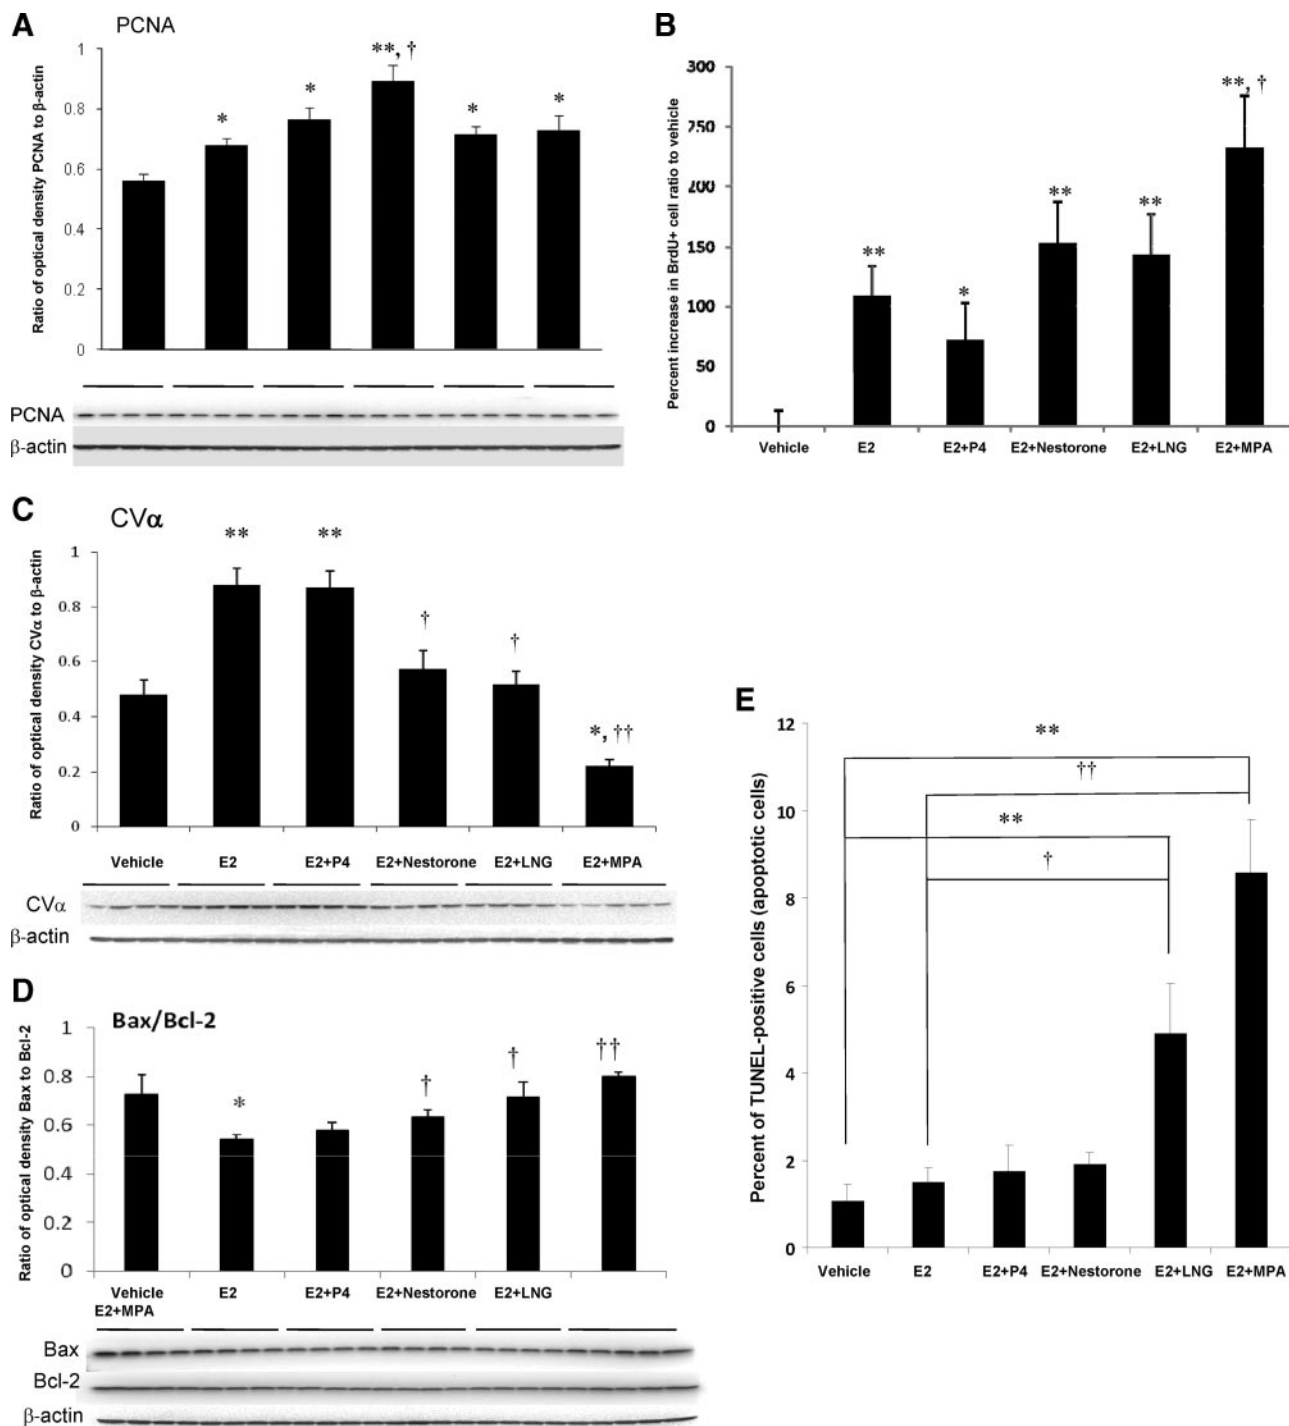 A
PCNA
Ratio of optical density PCNA to β-actin
1
0.8
0.6
0.4
0.2
0
*
*
**, †
*
*
PCNA
β-actin
B
Percent increase in BrdU+ cell ratio to vehicle
300
250
200
150
100
50
0
**
*
**
**
**, †
Vehicle E2 E2+P4 E2+Nestorone E2+LNG E2+MPA
C
CVα
Ratio of optical density CVα to β-actin
1
0.8
0.6
0.4
0.2
0
**
**
†
†
*, ††
Vehicle E2 E2+P4 E2+Nestorone E2+LNG E2+MPA
CVα
β-actin
D
Bax/Bcl-2
Ratio of optical density Bax to Bcl-2
1
0.8
0.6
0.4
0.2
0
*
†
†
††
Vehicle E2 E2+P4 E2+Nestorone E2+LNG
E2+MPA
Bax
Bcl-2
β-actin
E
Percent of TUNEL-positive cells (apoptotic cells)
12
10
8
6
4
2
0
**
††
**
†
Vehicle E2 E2+P4 E2+Nestorone E2+LNG E2+MPA